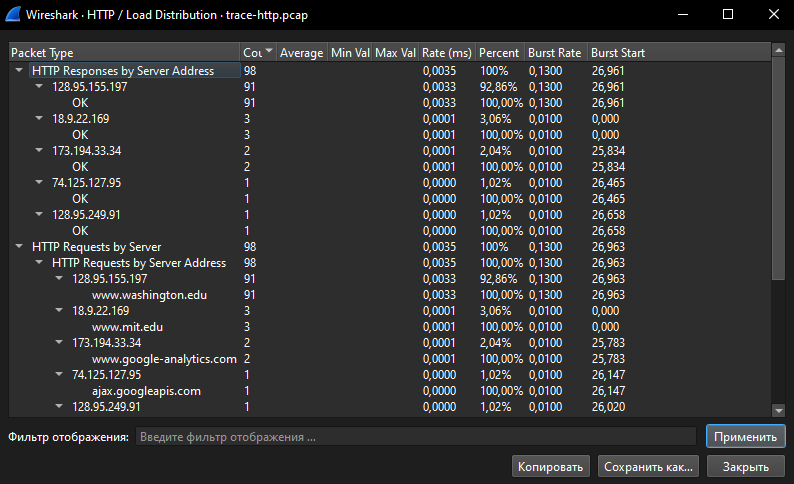 Wireshark · HTTP / Load Distribution · trace-http.pcap
Packet Type Cou Average Min Val Max Val Rate (ms) Percent Burst Rate Burst Start
HTTP Responses by Server Address 98 0,0035 100% 0,1300 26,961
128.95.155.197 91 0,0033 92,86% 0,1300 26,961
OK 91 0,0033 100,00% 0,1300 26,961
18.9.22.169 3 0,0001 3,06% 0,0100 0,000
OK 3 0,0001 100,00% 0,0100 0,000
173.194.33.34 2 0,0001 2,04% 0,0100 25,834
OK 2 0,0001 100,00% 0,0100 25,834
74.125.127.95 1 0,0000 1,02% 0,0100 26,465
OK 1 0,0000 100,00% 0,0100 26,465
128.95.249.91 1 0,0000 1,02% 0,0100 26,658
OK 1 0,0000 100,00% 0,0100 26,658
HTTP Requests by Server 98 0,0035 100% 0,1300 26,963
HTTP Requests by Server Address 98 0,0035 100,00% 0,1300 26,963
128.95.155.197 91 0,0033 92,86% 0,1300 26,963
www.washington.edu 91 0,0033 100,00% 0,1300 26,963
18.9.22.169 3 0,0001 3,06% 0,0100 0,000
www.mit.edu 3 0,0001 100,00% 0,0100 0,000
173.194.33.34 2 0,0001 2,04% 0,0100 25,783
www.google-analytics.com 2 0,0001 100,00% 0,0100 25,783
74.125.127.95 1 0,0000 1,02% 0,0100 26,147
ajax.googleapis.com 1 0,0000 100,00% 0,0100 26,147
128.95.249.91 1 0,0000 1,02% 0,0100 26,020
Фильтр отображения: Введите фильтр отображения ... Применить
Копировать Сохранить как... Закрыть